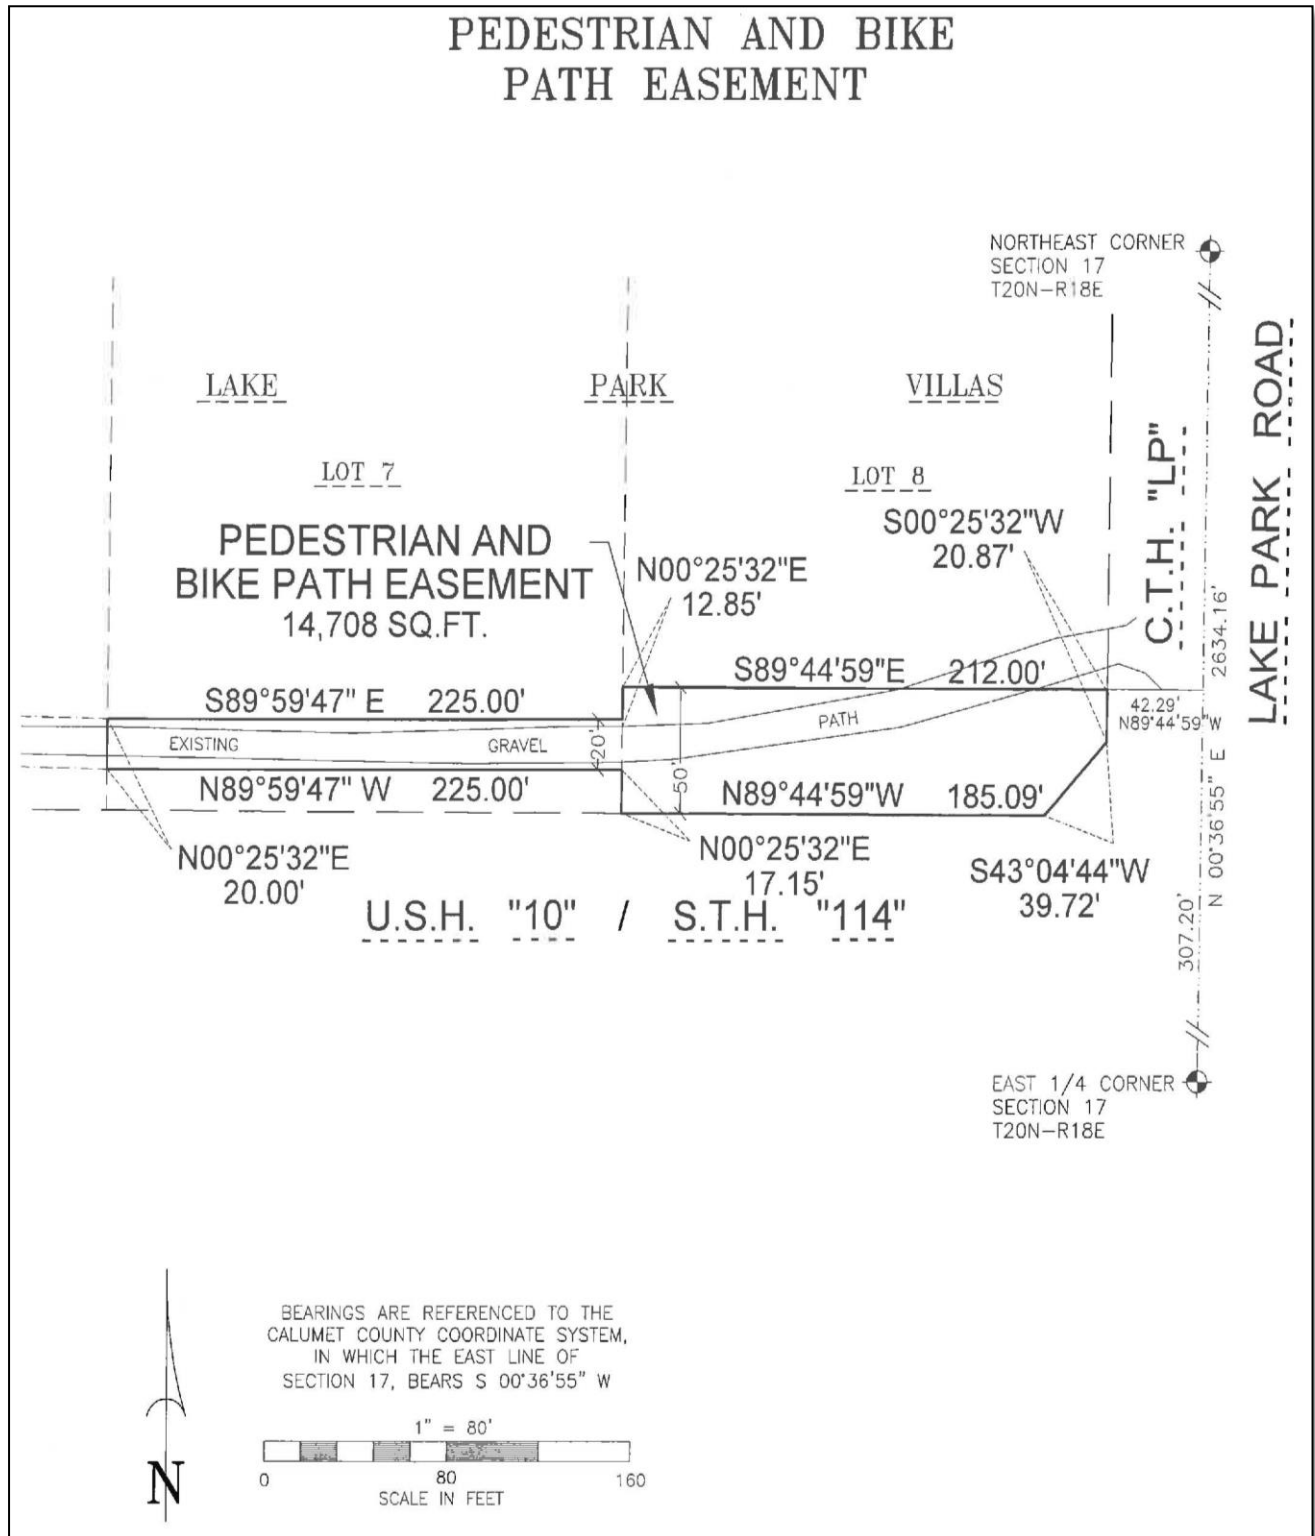 PEDESTRIAN AND BIKE
PATH EASEMENT
NORTHEAST CORNER
SECTION 17
T20N-R18E
LAKE PARK VILLAS
LOT 7
LOT 8
C.T.H. "LP"
LAKE PARK ROAD
PEDESTRIAN AND
BIKE PATH EASEMENT
14,708 SQ.FT.
N00°25'32"E
12.85'
S00°25'32"W
20.87'
2634.16'
S89°59'47" E 225.00'
S89°44'59"E 212.00'
42.29'
N89°44'59"W
EXISTING GRAVEL PATH
20'
50'
N89°59'47" W 225.00'
N89°44'59"W 185.09'
N 00°36'55" E
307.20'
N00°25'32"E
20.00'
N00°25'32"E
17.15'
S43°04'44"W
39.72'
U.S.H. "10" / S.T.H. "114"
EAST 1/4 CORNER
SECTION 17
T20N-R18E
BEARINGS ARE REFERENCED TO THE
CALUMET COUNTY COORDINATE SYSTEM,
IN WHICH THE EAST LINE OF
SECTION 17, BEARS S 00°36'55" W
1" = 80'
0 80 160
SCALE IN FEET
N